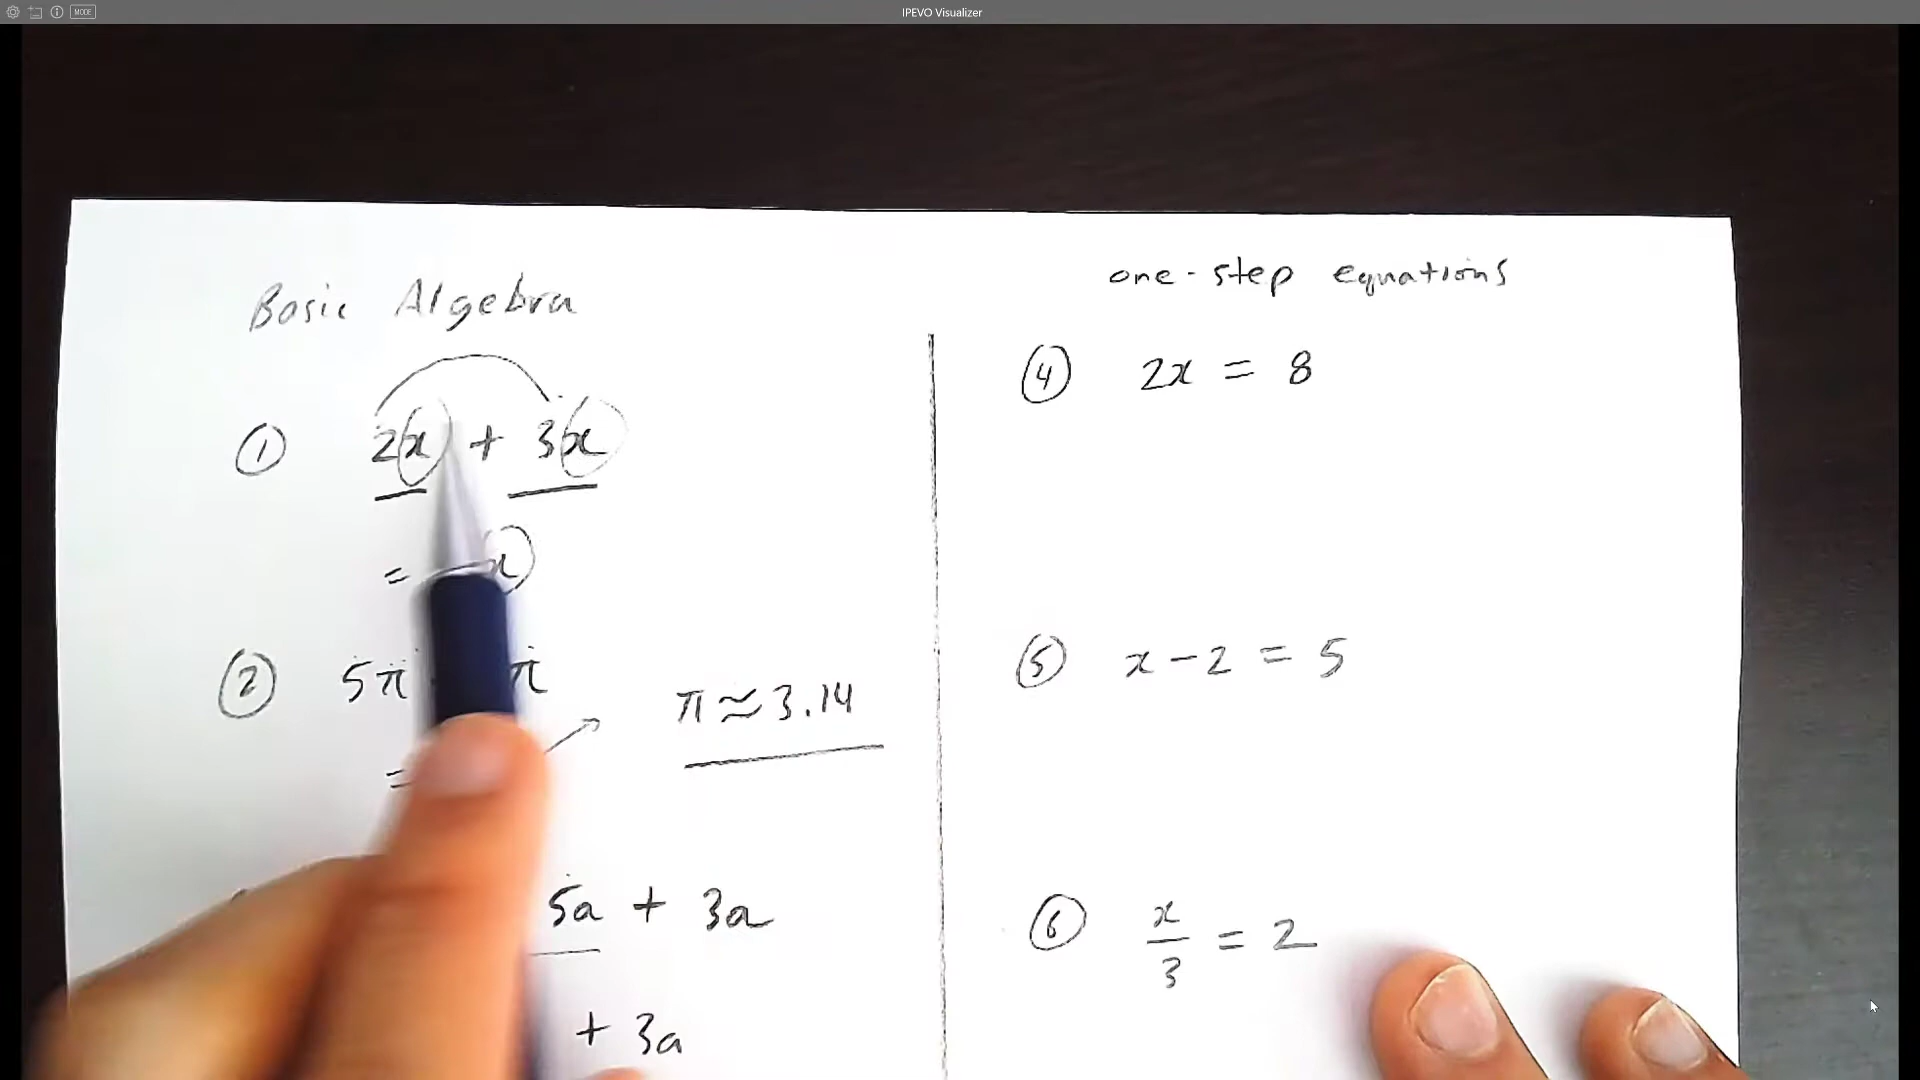 MODE
IPEVO Visualizer
Basic Algebra
① 2x + 3x
= x
② 5π π
=
π ≈ 3.14
5a + 3a
+ 3a
one-step equations
④ 2x = 8
⑤ x - 2 = 5
⑥ x/3 = 2